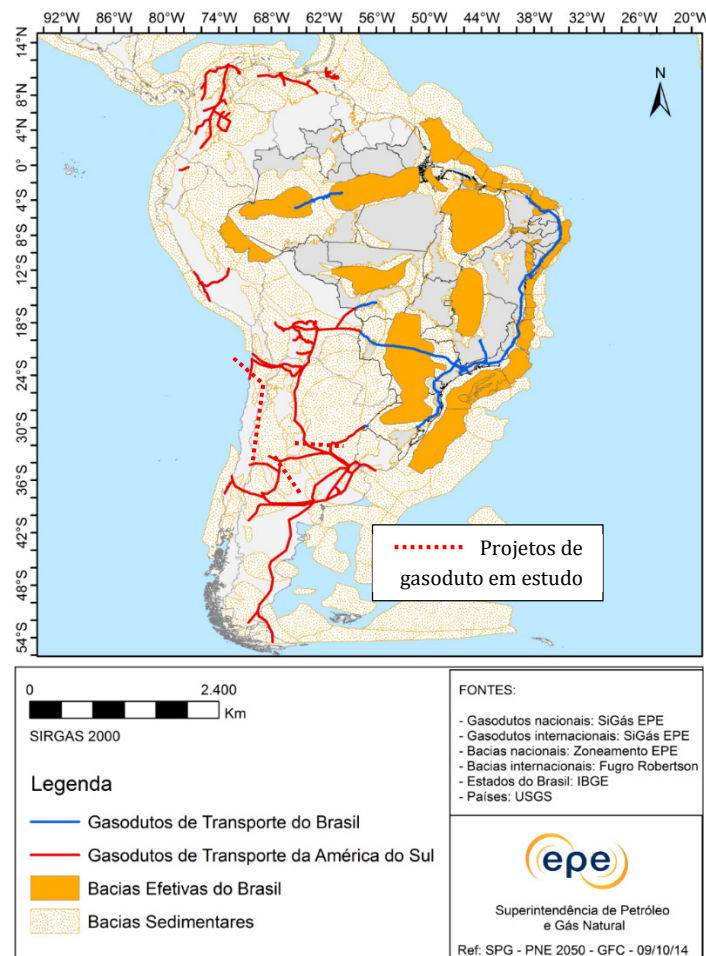 92°W 86°W 80°W 74°W 68°W 62°W 56°W 50°W 44°W 38°W 32°W 26°W 20°W
14°N
8°N
4°N
0°
4°S
8°S
12°S
18°S
24°S
30°S
36°S
42°S
48°S
54°S
N
Projetos de
gasoduto em estudo
0 2.400
Km
SIRGAS 2000
Legenda
Gasodutos de Transporte do Brasil
Gasodutos de Transporte da América do Sul
Bacias Efetivas do Brasil
Bacias Sedimentares
FONTES:
- Gasodutos nacionais: SiGás EPE
- Gasodutos internacionais: SiGás EPE
- Bacias nacionais: Zoneamento EPE
- Bacias internacionais: Fugro Robertson
- Estados do Brasil: IBGE
- Países: USGS
epe
Superintendência de Petróleo
e Gás Natural
Ref: SPG - PNE 2050 - GFC - 09/10/14